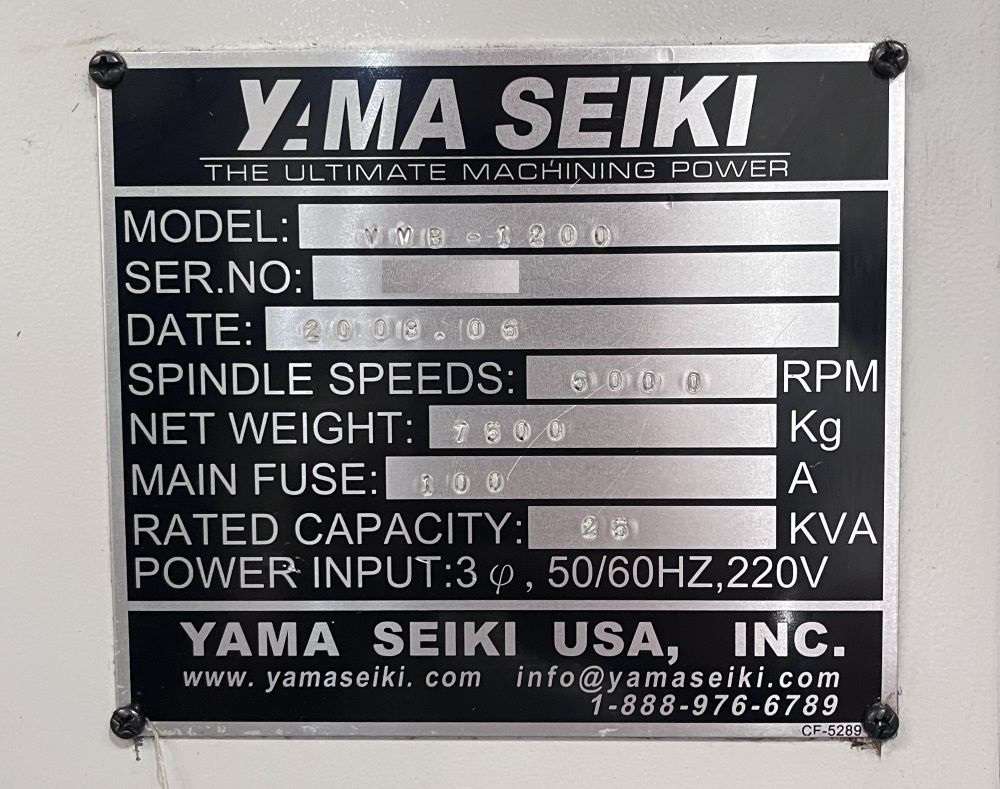 YAMA SEIKI
THE ULTIMATE MACHINING POWER
MODEL: VMB-1200
SER.NO:
DATE: 2008.06
SPINDLE SPEEDS: 6000 RPM
NET WEIGHT: 7500 Kg
MAIN FUSE: 100 A
RATED CAPACITY: 25 KVA
POWER INPUT:3 φ, 50/60HZ,220V
YAMA SEIKI USA, INC.
www.yamaseiki.com info@yamaseiki.com
1-888-976-6789
CF-5289